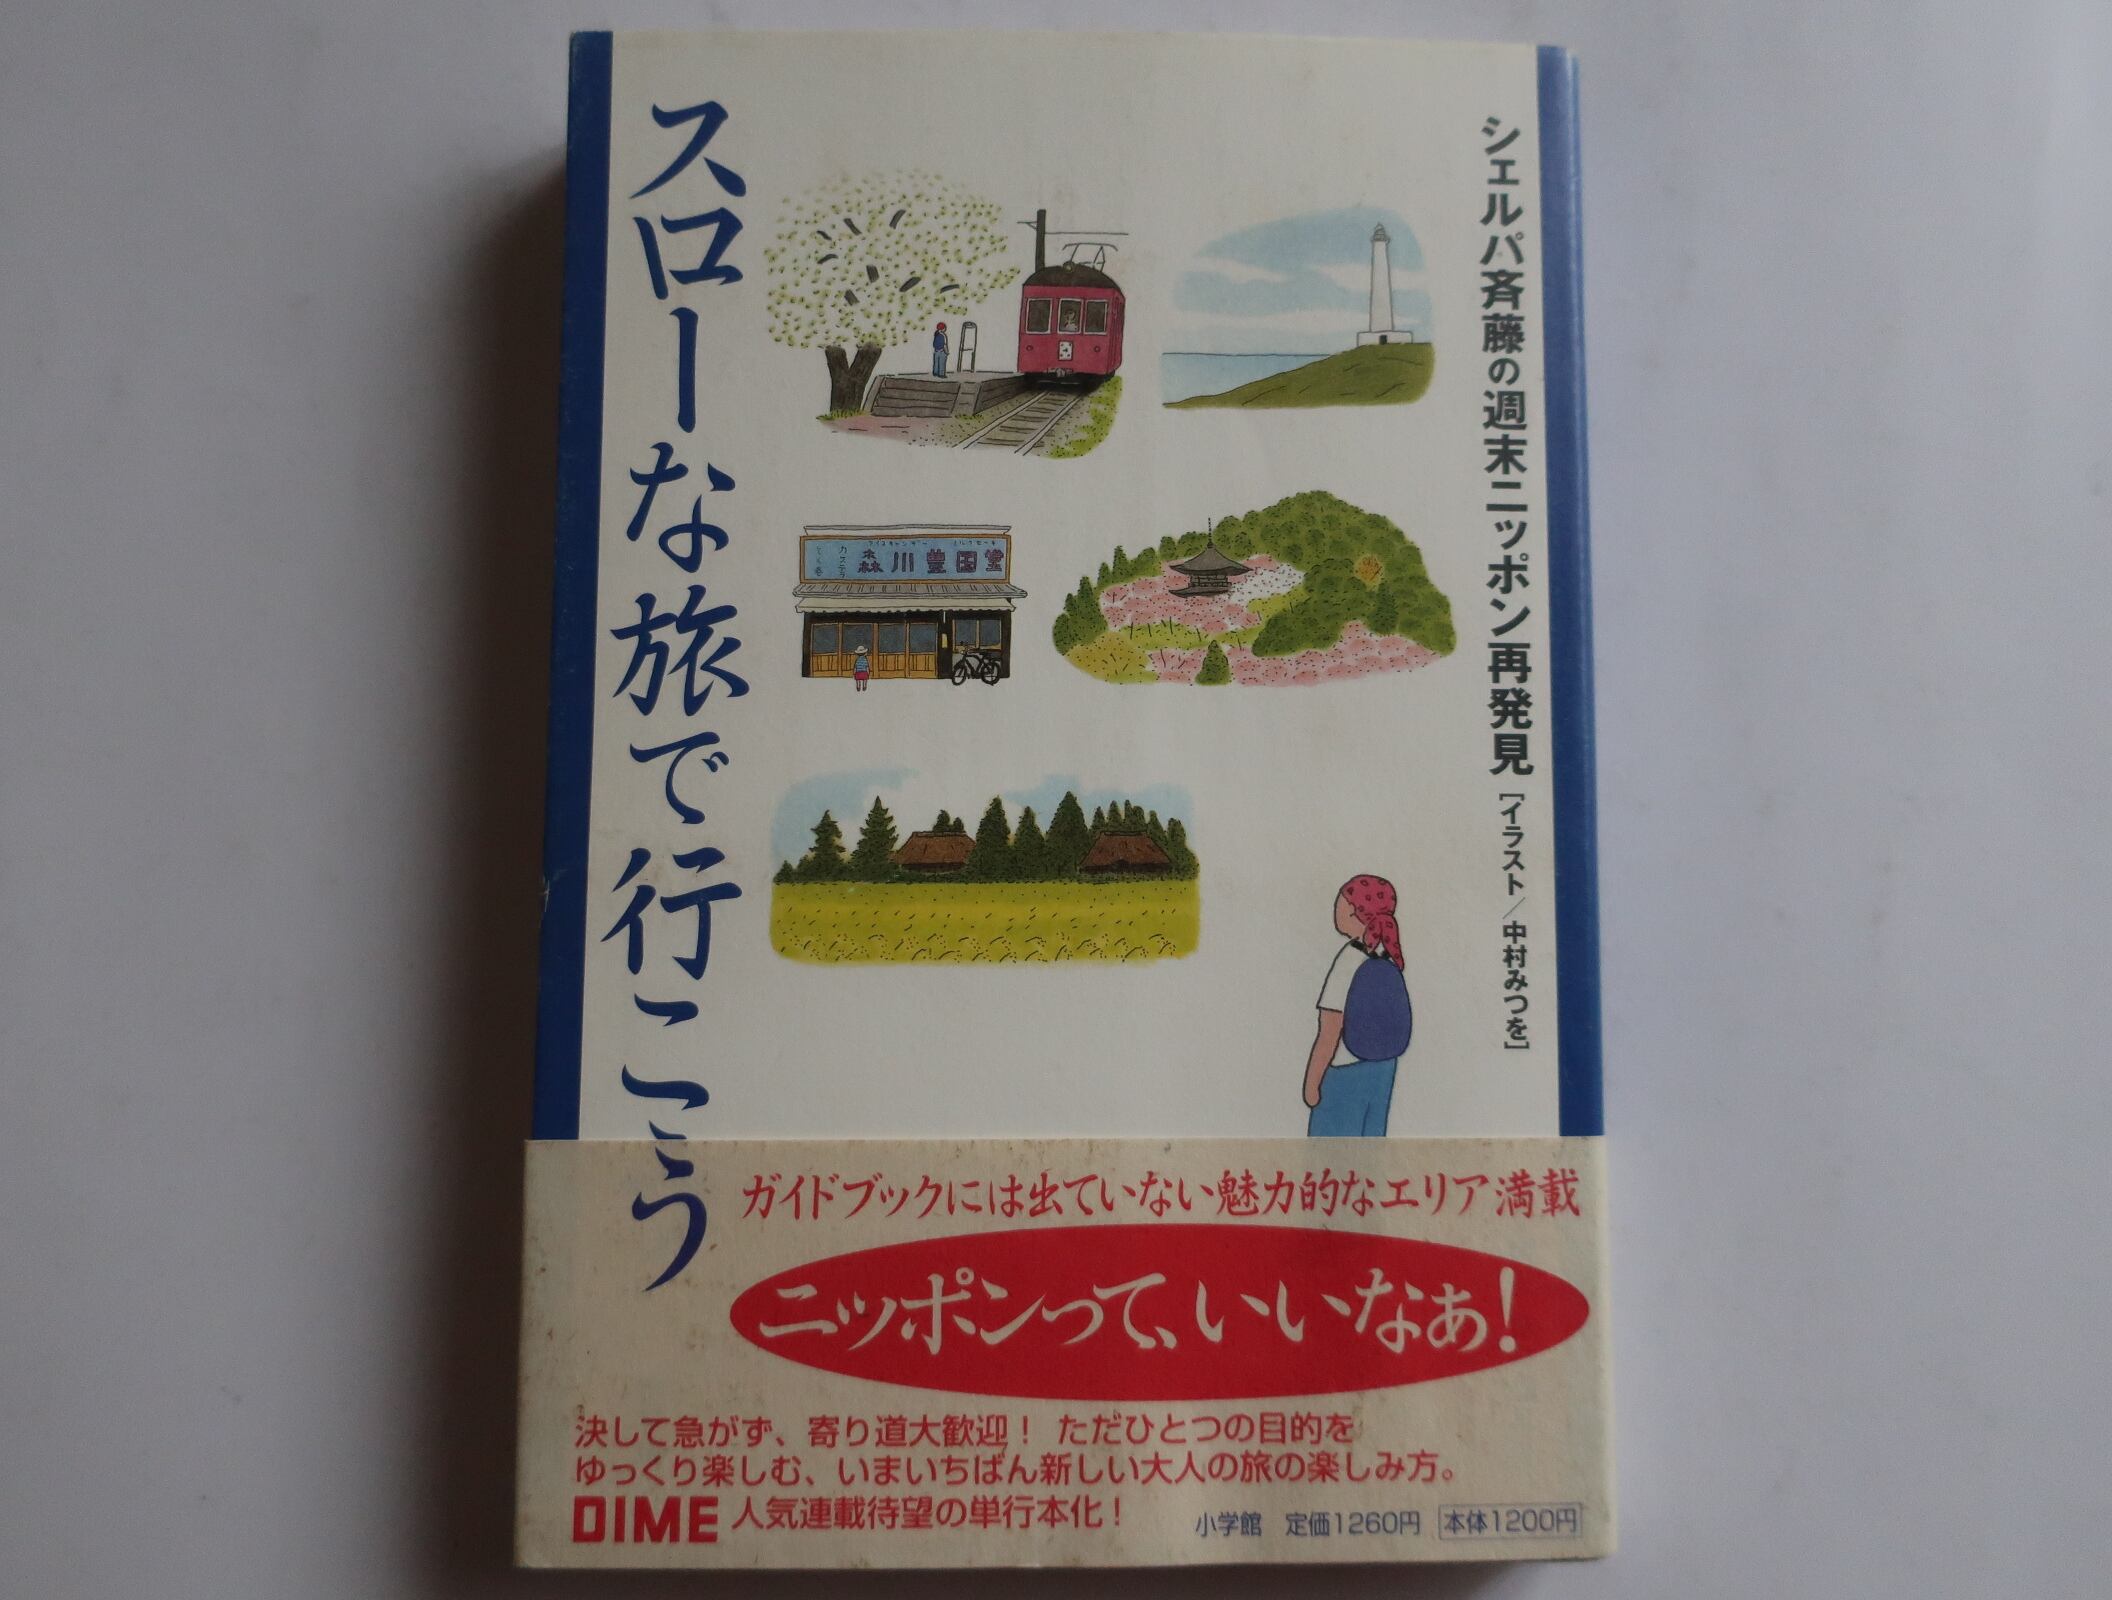 シェルパ斉藤の週末ニッポン再発見
[イラスト/中村みつを]
スローな旅で行こう
森川豊国堂
カステラ
ガイドブックには出ていない魅力的なエリア満載
ニッポンって、いいなあ!
決して急がず、寄り道大歓迎! ただひとつの目的を
ゆっくり楽しむ、いまいちばん新しい大人の旅の楽しみ方。
DIME 人気連載待望の単行本化!
小学館 定価1260円 本体1200円